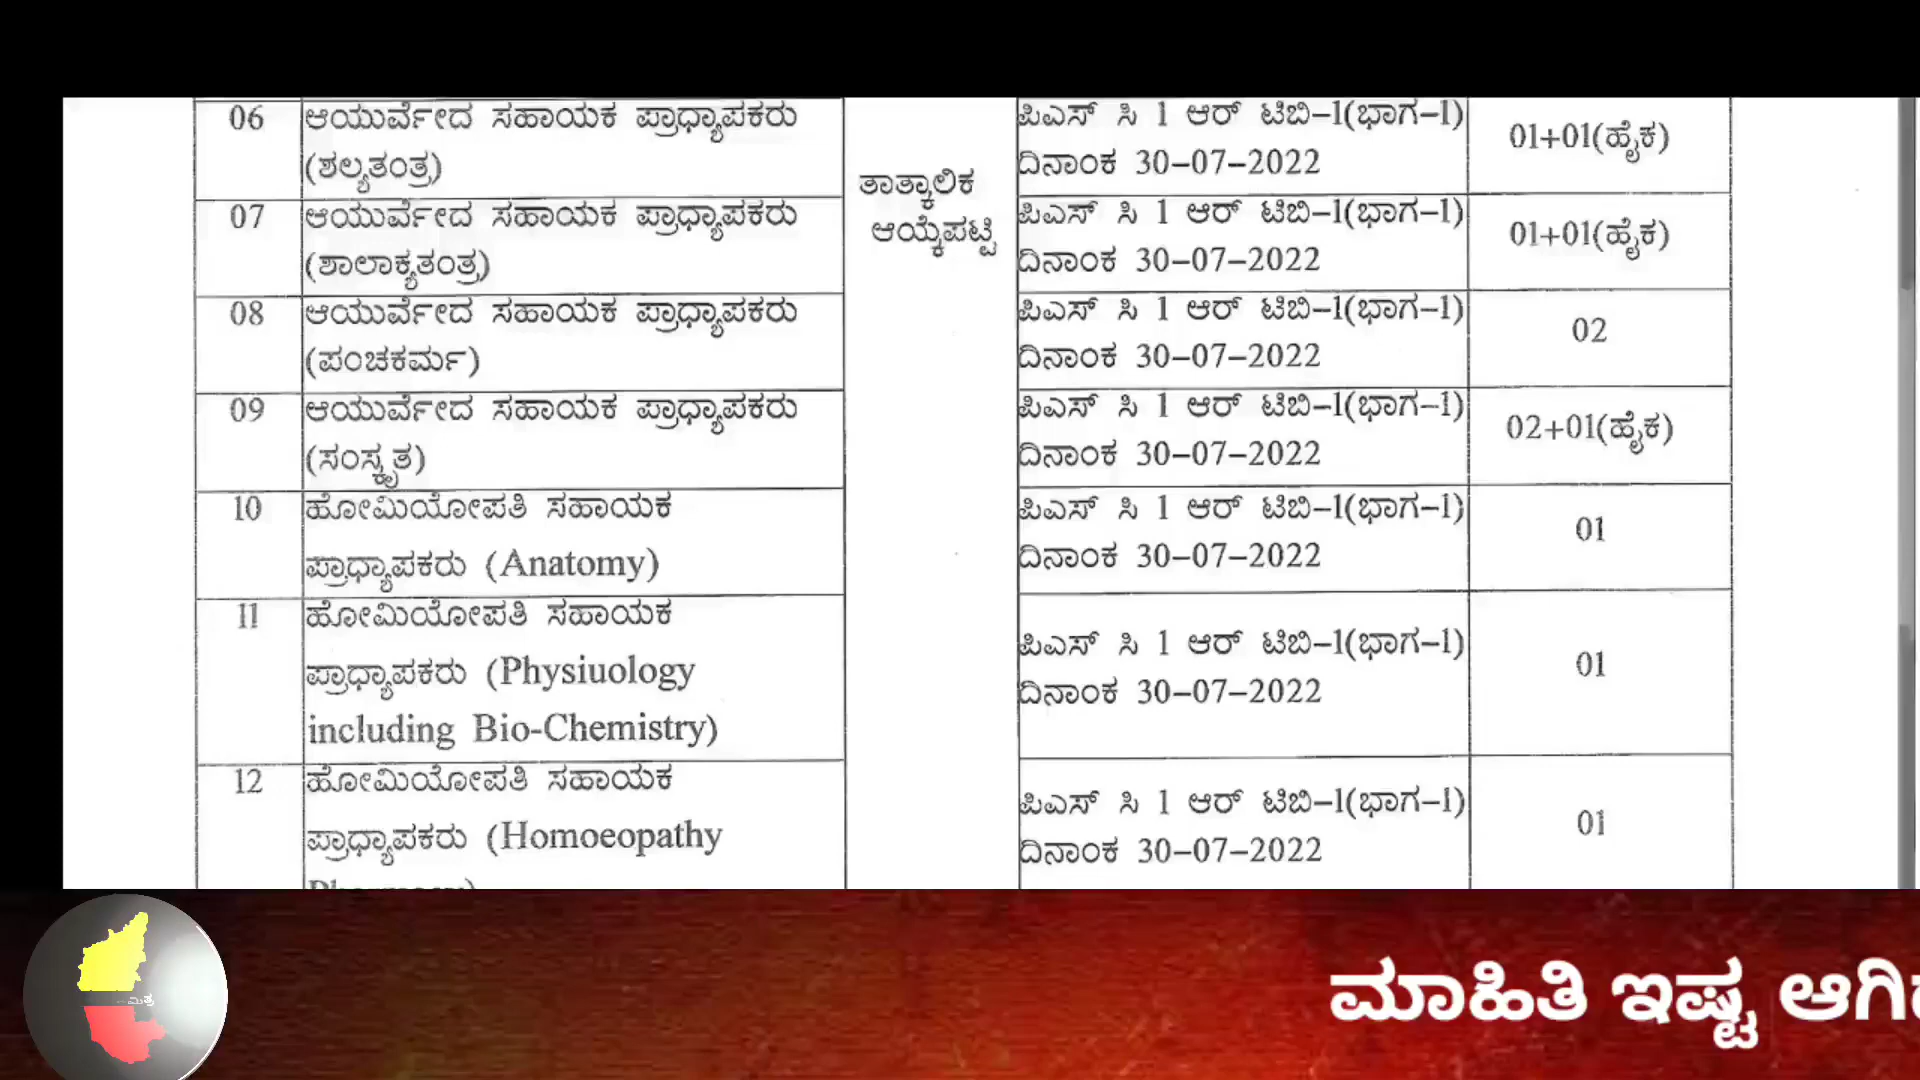 06 ಆಯುರ್ವೇದ ಸಹಾಯಕ ಪ್ರಾಧ್ಯಾಪಕರು
(ಶಲ್ಯತಂತ್ರ)
ತಾತ್ಕಾಲಿಕ
ಆಯ್ಕೆಪಟ್ಟಿ
ಪಿಎಸ್ ಸಿ 1 ಆರ್ ಟಿಬಿ-1(ಭಾಗ-1)
ದಿನಾಂಕ 30-07-2022
01+01(ಹೈಕ)
07 ಆಯುರ್ವೇದ ಸಹಾಯಕ ಪ್ರಾಧ್ಯಾಪಕರು
(ಶಾಲಾಕ್ಯತಂತ್ರ)
ಪಿಎಸ್ ಸಿ 1 ಆರ್ ಟಿಬಿ-1(ಭಾಗ-1)
ದಿನಾಂಕ 30-07-2022
01+01(ಹೈಕ)
08 ಆಯುರ್ವೇದ ಸಹಾಯಕ ಪ್ರಾಧ್ಯಾಪಕರು
(ಪಂಚಕರ್ಮ)
ಪಿಎಸ್ ಸಿ 1 ಆರ್ ಟಿಬಿ-1(ಭಾಗ-1)
ದಿನಾಂಕ 30-07-2022
02
09 ಆಯುರ್ವೇದ ಸಹಾಯಕ ಪ್ರಾಧ್ಯಾಪಕರು
(ಸಂಸ್ಕೃತ)
ಪಿಎಸ್ ಸಿ 1 ಆರ್ ಟಿಬಿ-1(ಭಾಗ-1)
ದಿನಾಂಕ 30-07-2022
02+01(ಹೈಕ)
10 ಹೋಮಿಯೋಪತಿ ಸಹಾಯಕ
ಪ್ರಾಧ್ಯಾಪಕರು (Anatomy)
ಪಿಎಸ್ ಸಿ 1 ಆರ್ ಟಿಬಿ-1(ಭಾಗ-1)
ದಿನಾಂಕ 30-07-2022
01
11 ಹೋಮಿಯೋಪತಿ ಸಹಾಯಕ
ಪ್ರಾಧ್ಯಾಪಕರು (Physiuology
including Bio-Chemistry)
ಪಿಎಸ್ ಸಿ 1 ಆರ್ ಟಿಬಿ-1(ಭಾಗ-1)
ದಿನಾಂಕ 30-07-2022
01
12 ಹೋಮಿಯೋಪತಿ ಸಹಾಯಕ
ಪ್ರಾಧ್ಯಾಪಕರು (Homoeopathy
ಪಿಎಸ್ ಸಿ 1 ಆರ್ ಟಿಬಿ-1(ಭಾಗ-1)
ದಿನಾಂಕ 30-07-2022
01
ಮಾಹಿತಿ ಇಷ್ಟ